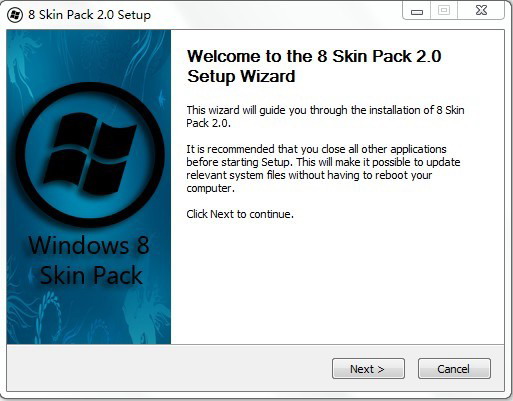 8 Skin Pack 2.0 Setup
Welcome to the 8 Skin Pack 2.0
Setup Wizard
This wizard will guide you through the installation of 8 Skin
Pack 2.0.
It is recommended that you close all other applications
before starting Setup. This will make it possible to update
relevant system files without having to reboot your
computer.
Click Next to continue.
Windows 8
Skin Pack
Next >
Cancel